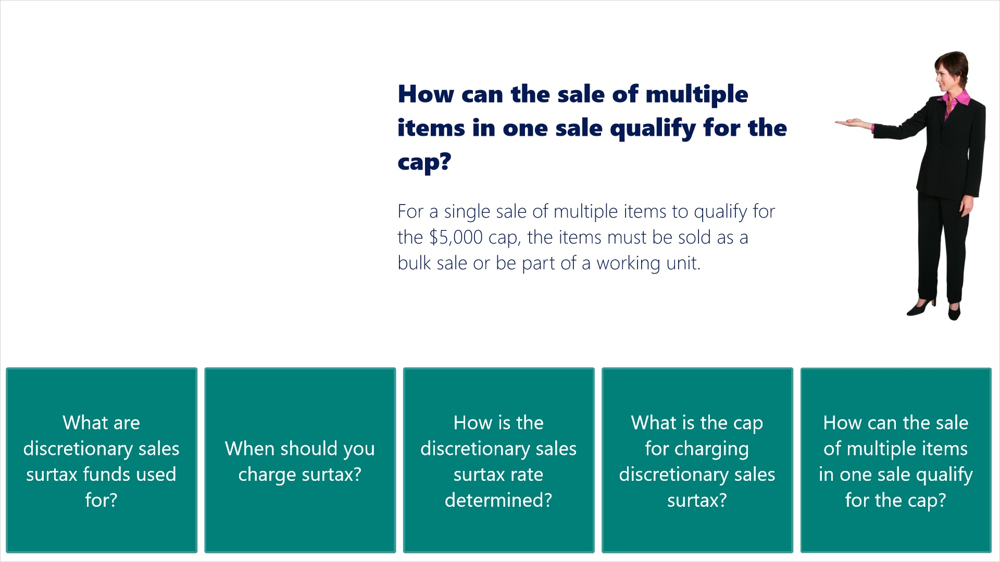 How can the sale of multiple
items in one sale qualify for the
cap?
For a single sale of multiple items to qualify for
the $5,000 cap, the items must be sold as a
bulk sale or be part of a working unit.
What are
discretionary sales
surtax funds used
for?
When should you
charge surtax?
How is the
discretionary sales
surtax rate
determined?
What is the cap
for charging
discretionary sales
surtax?
How can the sale
of multiple items
in one sale qualify
for the cap?